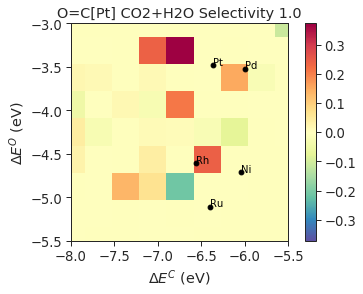 O=C[Pt] CO2+H2O Selectivity 1.0
−3.0
−3.5
−4.0
−4.5
−5.0
−5.5
ΔE^O (eV)
Pt
Pd
Rh
Ni
Ru
−8.0 −7.5 −7.0 −6.5 −6.0 −5.5
ΔE^C (eV)
0.3
0.2
0.1
0.0
−0.1
−0.2
−0.3